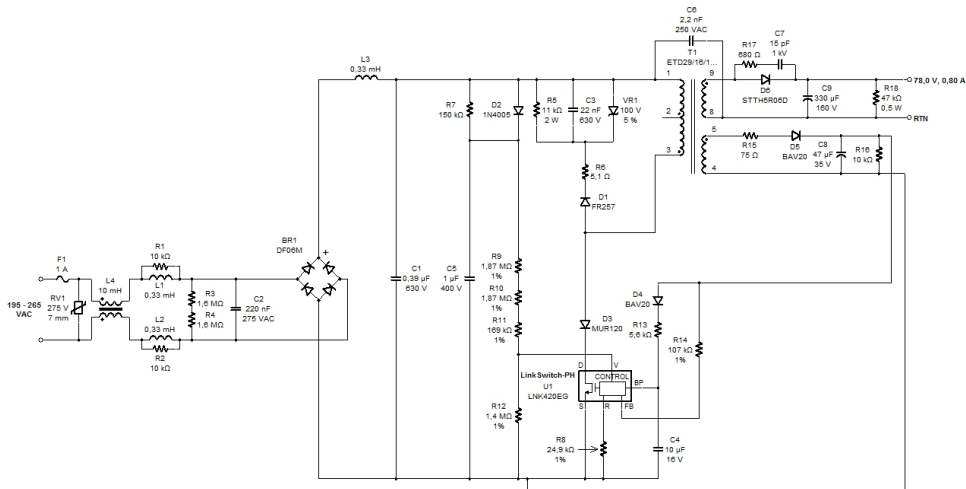 C6
2,2 nF
250 VAC
T1
ETD29/16/1...
L3
0,33 mH
R17
680 Ω
C7
15 pF
1 kV
D6
STTH5R06D
C9
330 µF
160 V
R18
47 kΩ
0,5 W
78,0 V, 0,80 A
RTN
1
2
3
9
8
5
4
R7
150 kΩ
D2
1N4005
R5
11 kΩ
2 W
C3
22 nF
630 V
VR1
100 V
5 %
R15
75 Ω
D5
BAV20
C8
47 µF
35 V
R16
10 kΩ
R6
5,1 Ω
D1
FR257
F1
1 A
195 - 265
VAC
RV1
275 V
7 mm
L4
10 mH
R1
10 kΩ
L1
0,33 mH
L2
0,33 mH
R2
10 kΩ
R3
1,6 MΩ
R4
1,6 MΩ
C2
220 nF
275 VAC
BR1
DF06M
+
C1
0,39 µF
630 V
C5
1 µF
400 V
R9
1,87 MΩ
1%
R10
1,87 MΩ
1%
R11
169 kΩ
1%
R12
1,4 MΩ
1%
D3
MUR120
D4
BAV20
R13
5,6 kΩ
R14
107 kΩ
1%
LinkSwitch-PH
U1
LNK420EG
D
V
CONTROL
BP
S
R
FB
R8
24,9 kΩ
1%
C4
10 µF
16 V